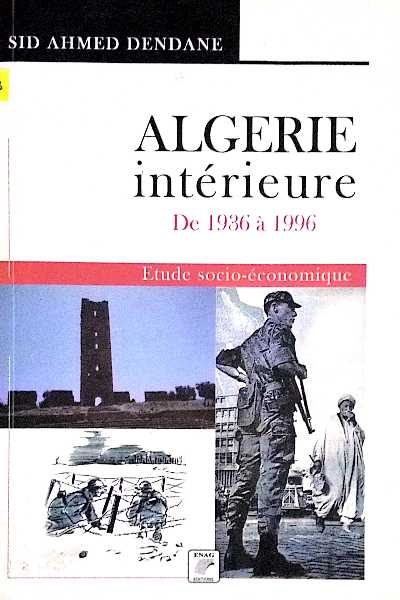 SID AHMED DENDANE
ALGERIE
intérieure
De 1936 à 1996
Etude socio-économique
ENAG
EDITIONS